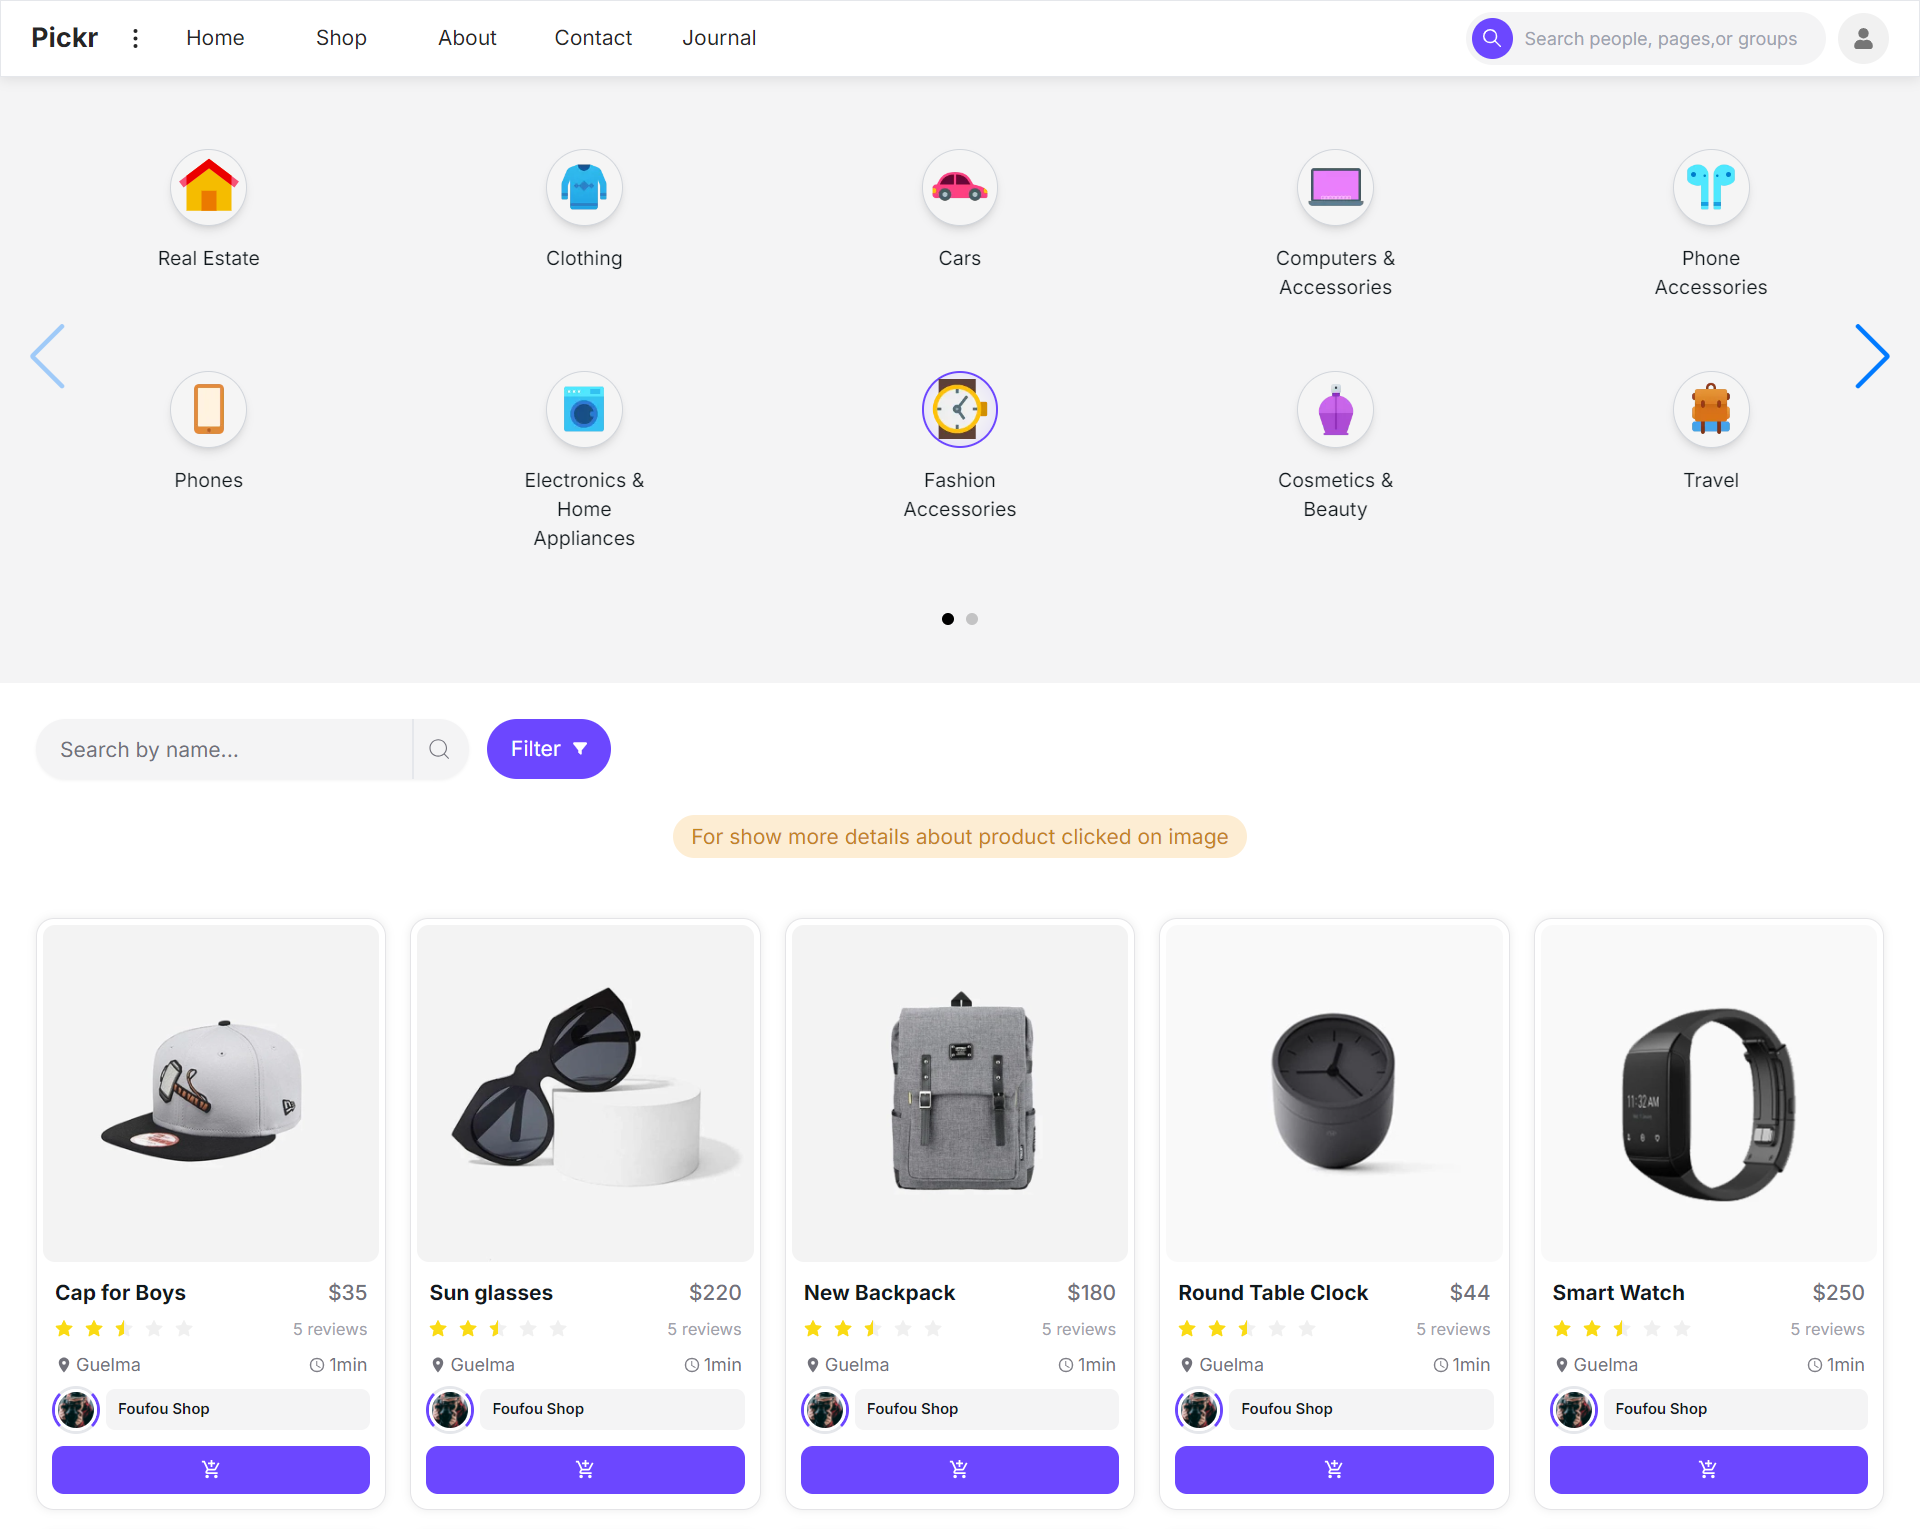 Pickr
Home
Shop
About
Contact
Journal
Search people, pages,or groups
Real Estate
Clothing
Cars
Computers &
Accessories
Phone
Accessories
Phones
Electronics &
Home
Appliances
Fashion
Accessories
Cosmetics &
Beauty
Travel
Search by name...
Filter
For show more details about product clicked on image
11:32 AM
Cap for Boys
$35
5 reviews
Guelma
1min
Foufou Shop
Sun glasses
$220
5 reviews
Guelma
1min
Foufou Shop
New Backpack
$180
5 reviews
Guelma
1min
Foufou Shop
Round Table Clock
$44
5 reviews
Guelma
1min
Foufou Shop
Smart Watch
$250
5 reviews
Guelma
1min
Foufou Shop